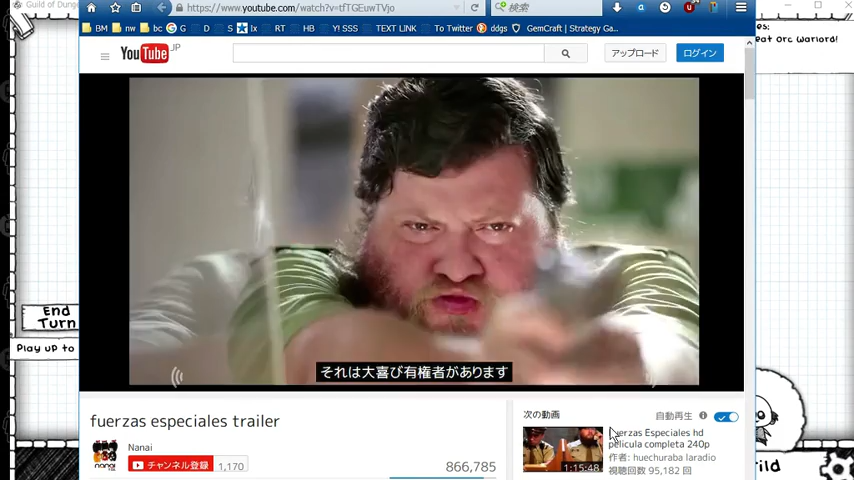 Guild of Dunge
https://www.youtube.com/watch?v=tfTGEuwTVjo
検索
BM
nw
bc
G
D
S
Ix
RT
HB
Y! SSS
TEXT LINK
To Twitter
ddgs
GemCraft | Strategy Ga...
es:
eat Orc Warlord!
YouTube JP
アップロード
ログイン
それは大喜び有権者があります
End
Turn
Play up to
fuerzas especiales trailer
Nanai
nanai
チャンネル登録
1,170
866,785
次の動画
自動再生
uerzas Especiales hd
pelicula completa 240p
作者: huechuraba laradio
視聴回数 95,182 回
1:15:48
ild